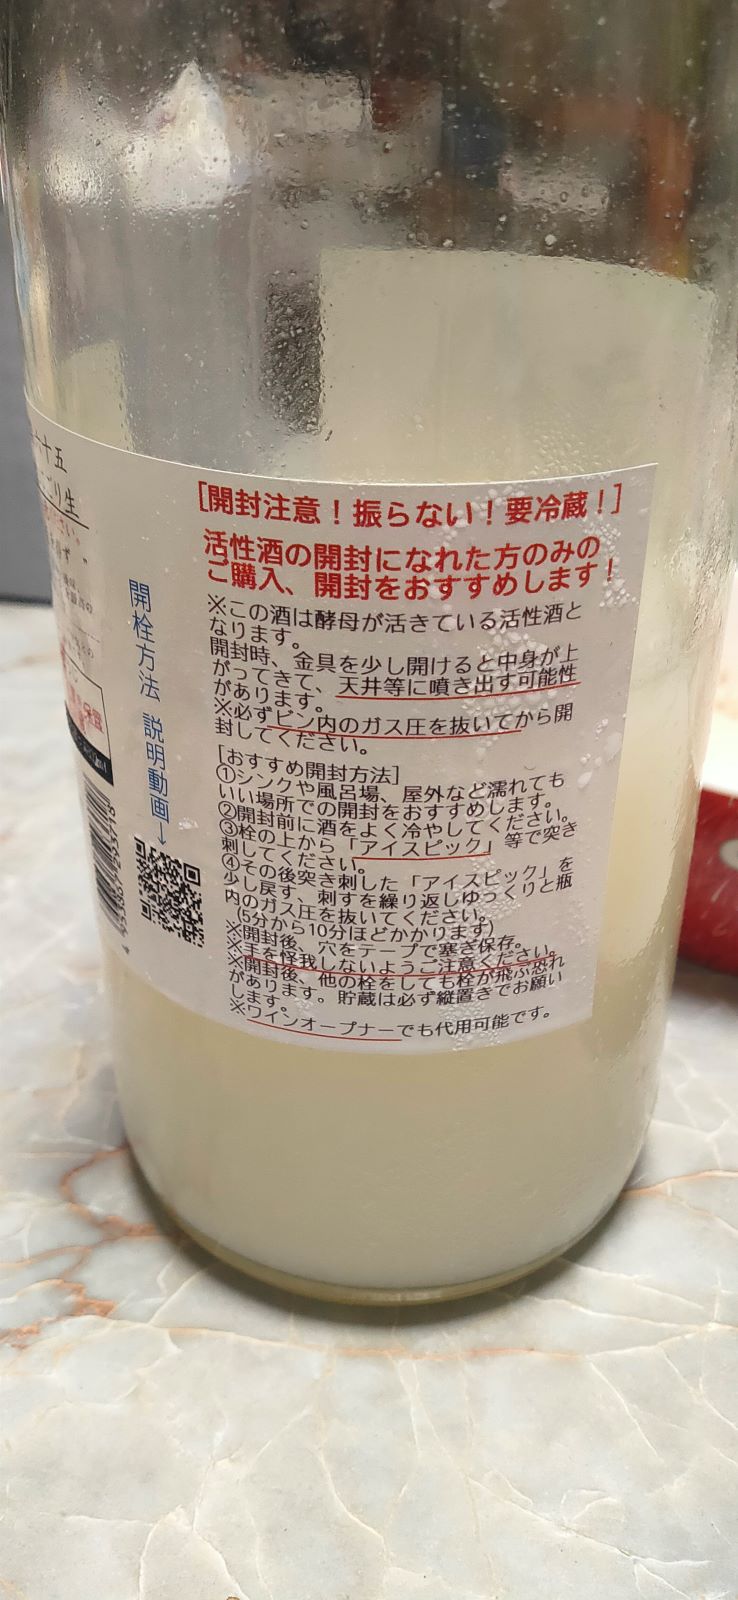 六十五
ごり生
[開封注意！振らない！要冷蔵！]
活性酒の開封になれた方のみの
ご購入、開封をおすすめします！
※この酒は酵母が活きている活性酒と
なります。
開封時、金具を少し開けると中身が上
がってきて、天井等に噴き出す可能性
があります。
※必ずビン内のガス圧を抜いてから開
封してください。
[おすすめ開封方法]
①シンクや風呂場、屋外など濡れても
いい場所での開封をおすすめします。
②開封前に酒をよく冷やしてください。
③栓の上から「アイスピック」等で突き
刺してください。
④その後突き刺した「アイスピック」を
少し戻す、刺すを繰り返しゆっくりと瓶
内のガス圧を抜いてください。
(5分から10分ほどかかります)
※開封後、穴をテープで塞ぎ保存。
※手を怪我しないようご注意ください。
※開封後、他の栓をしても栓が飛ぶ恐れ
があります。貯蔵は必ず縦置きでお願い
します。
※ワインオープナーでも代用可能です。
開栓方法 説明動画→